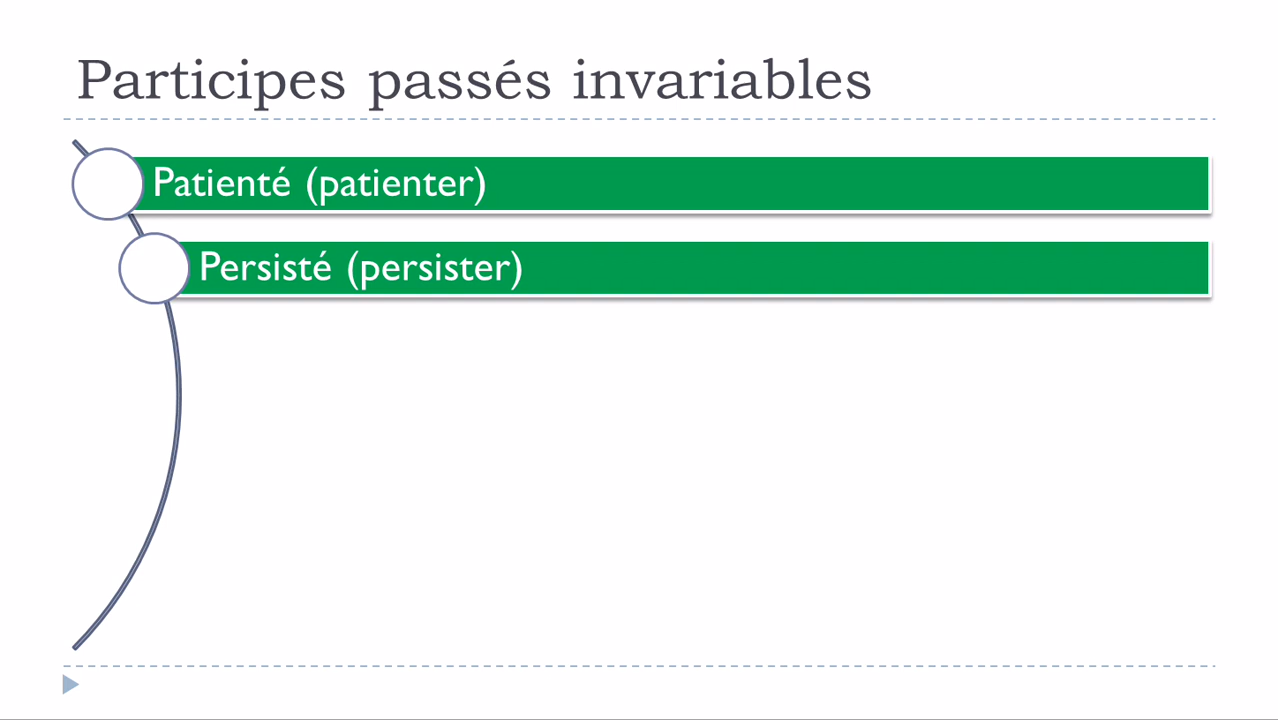 Participes passés invariables
Patienté (patienter)
Persisté (persister)